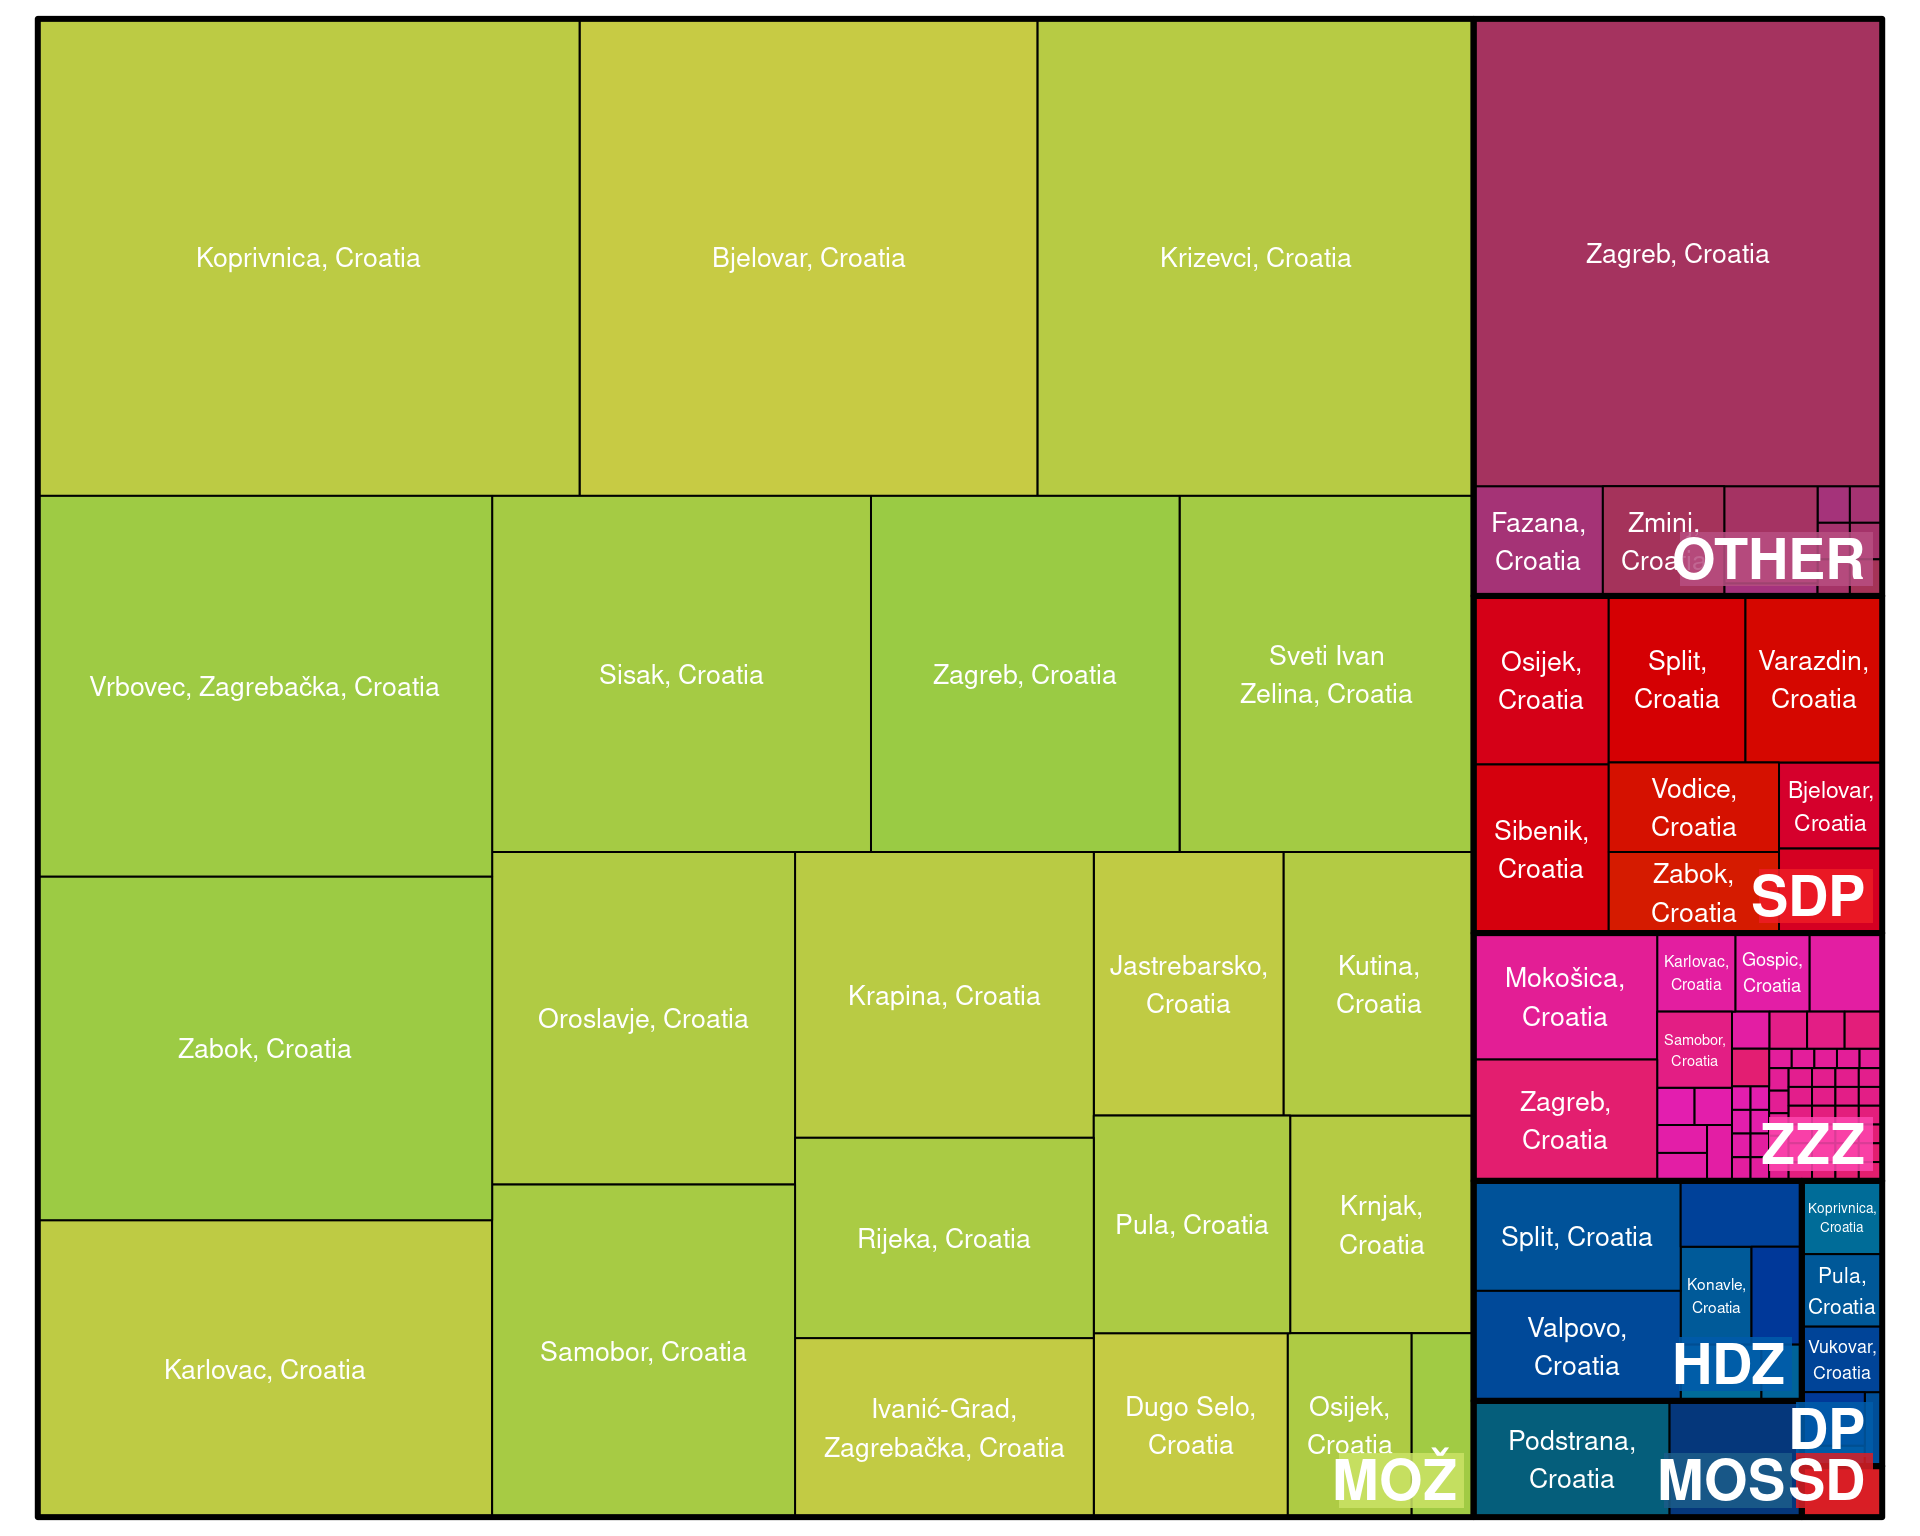 Koprivnica, Croatia
Bjelovar, Croatia
Krizevci, Croatia
Vrbovec, Zagrebačka, Croatia
Sisak, Croatia
Zagreb, Croatia
Sveti Ivan
Zelina, Croatia
Zabok, Croatia
Oroslavje, Croatia
Krapina, Croatia
Jastrebarsko,
Croatia
Kutina,
Croatia
Karlovac, Croatia
Samobor, Croatia
Rijeka, Croatia
Pula, Croatia
Krnjak,
Croatia
Ivanić-Grad,
Zagrebačka, Croatia
Dugo Selo,
Croatia
Osijek,
Croatia
MOŽ
Zagreb, Croatia
Fazana,
Croatia
Zminj,
Croatia
OTHER
Osijek,
Croatia
Split,
Croatia
Varazdin,
Croatia
Sibenik,
Croatia
Vodice,
Croatia
Bjelovar,
Croatia
Zabok,
Croatia
SDP
Mokošica,
Croatia
Karlovac,
Croatia
Gospic,
Croatia
Samobor,
Croatia
Zagreb,
Croatia
ZZZ
Split, Croatia
Konavle,
Croatia
Valpovo,
Croatia
HDZ
Koprivnica,
Croatia
Pula,
Croatia
Vukovar,
Croatia
DP
Podstrana,
Croatia
MOS
SD